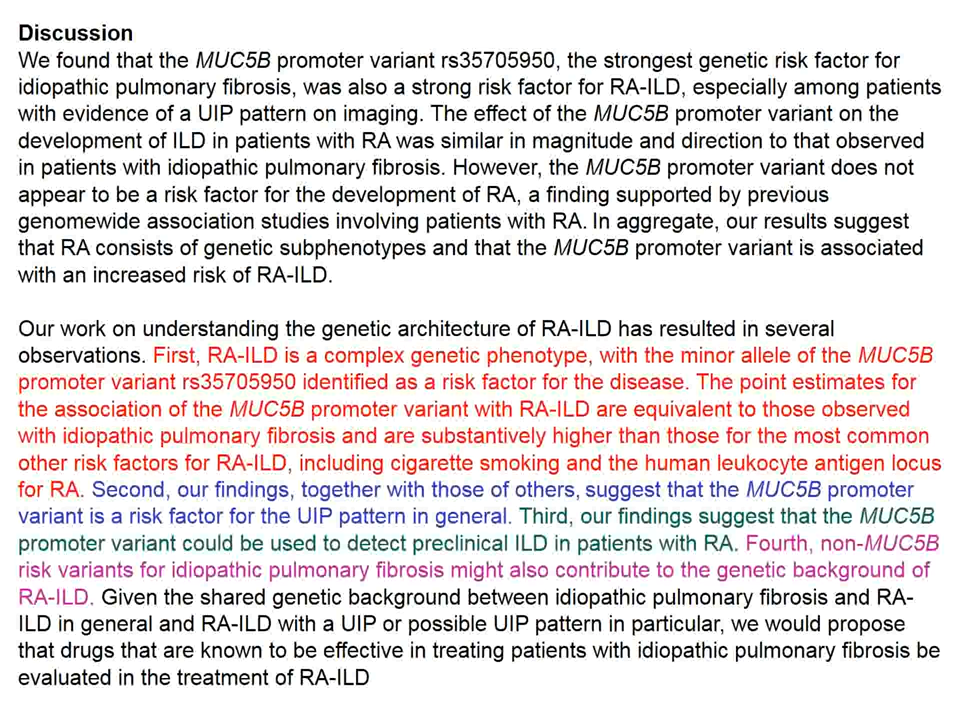 Discussion
We found that the MUC5B promoter variant rs35705950, the strongest genetic risk factor for
idiopathic pulmonary fibrosis, was also a strong risk factor for RA-ILD, especially among patients
with evidence of a UIP pattern on imaging. The effect of the MUC5B promoter variant on the
development of ILD in patients with RA was similar in magnitude and direction to that observed
in patients with idiopathic pulmonary fibrosis. However, the MUC5B promoter variant does not
appear to be a risk factor for the development of RA, a finding supported by previous
genomewide association studies involving patients with RA. In aggregate, our results suggest
that RA consists of genetic subphenotypes and that the MUC5B promoter variant is associated
with an increased risk of RA-ILD.
Our work on understanding the genetic architecture of RA-ILD has resulted in several
observations. First, RA-ILD is a complex genetic phenotype, with the minor allele of the MUC5B
promoter variant rs35705950 identified as a risk factor for the disease. The point estimates for
the association of the MUC5B promoter variant with RA-ILD are equivalent to those observed
with idiopathic pulmonary fibrosis and are substantively higher than those for the most common
other risk factors for RA-ILD, including cigarette smoking and the human leukocyte antigen locus
for RA. Second, our findings, together with those of others, suggest that the MUC5B promoter
variant is a risk factor for the UIP pattern in general. Third, our findings suggest that the MUC5B
promoter variant could be used to detect preclinical ILD in patients with RA. Fourth, non-MUC5B
risk variants for idiopathic pulmonary fibrosis might also contribute to the genetic background of
RA-ILD. Given the shared genetic background between idiopathic pulmonary fibrosis and RA-
ILD in general and RA-ILD with a UIP or possible UIP pattern in particular, we would propose
that drugs that are known to be effective in treating patients with idiopathic pulmonary fibrosis be
evaluated in the treatment of RA-ILD